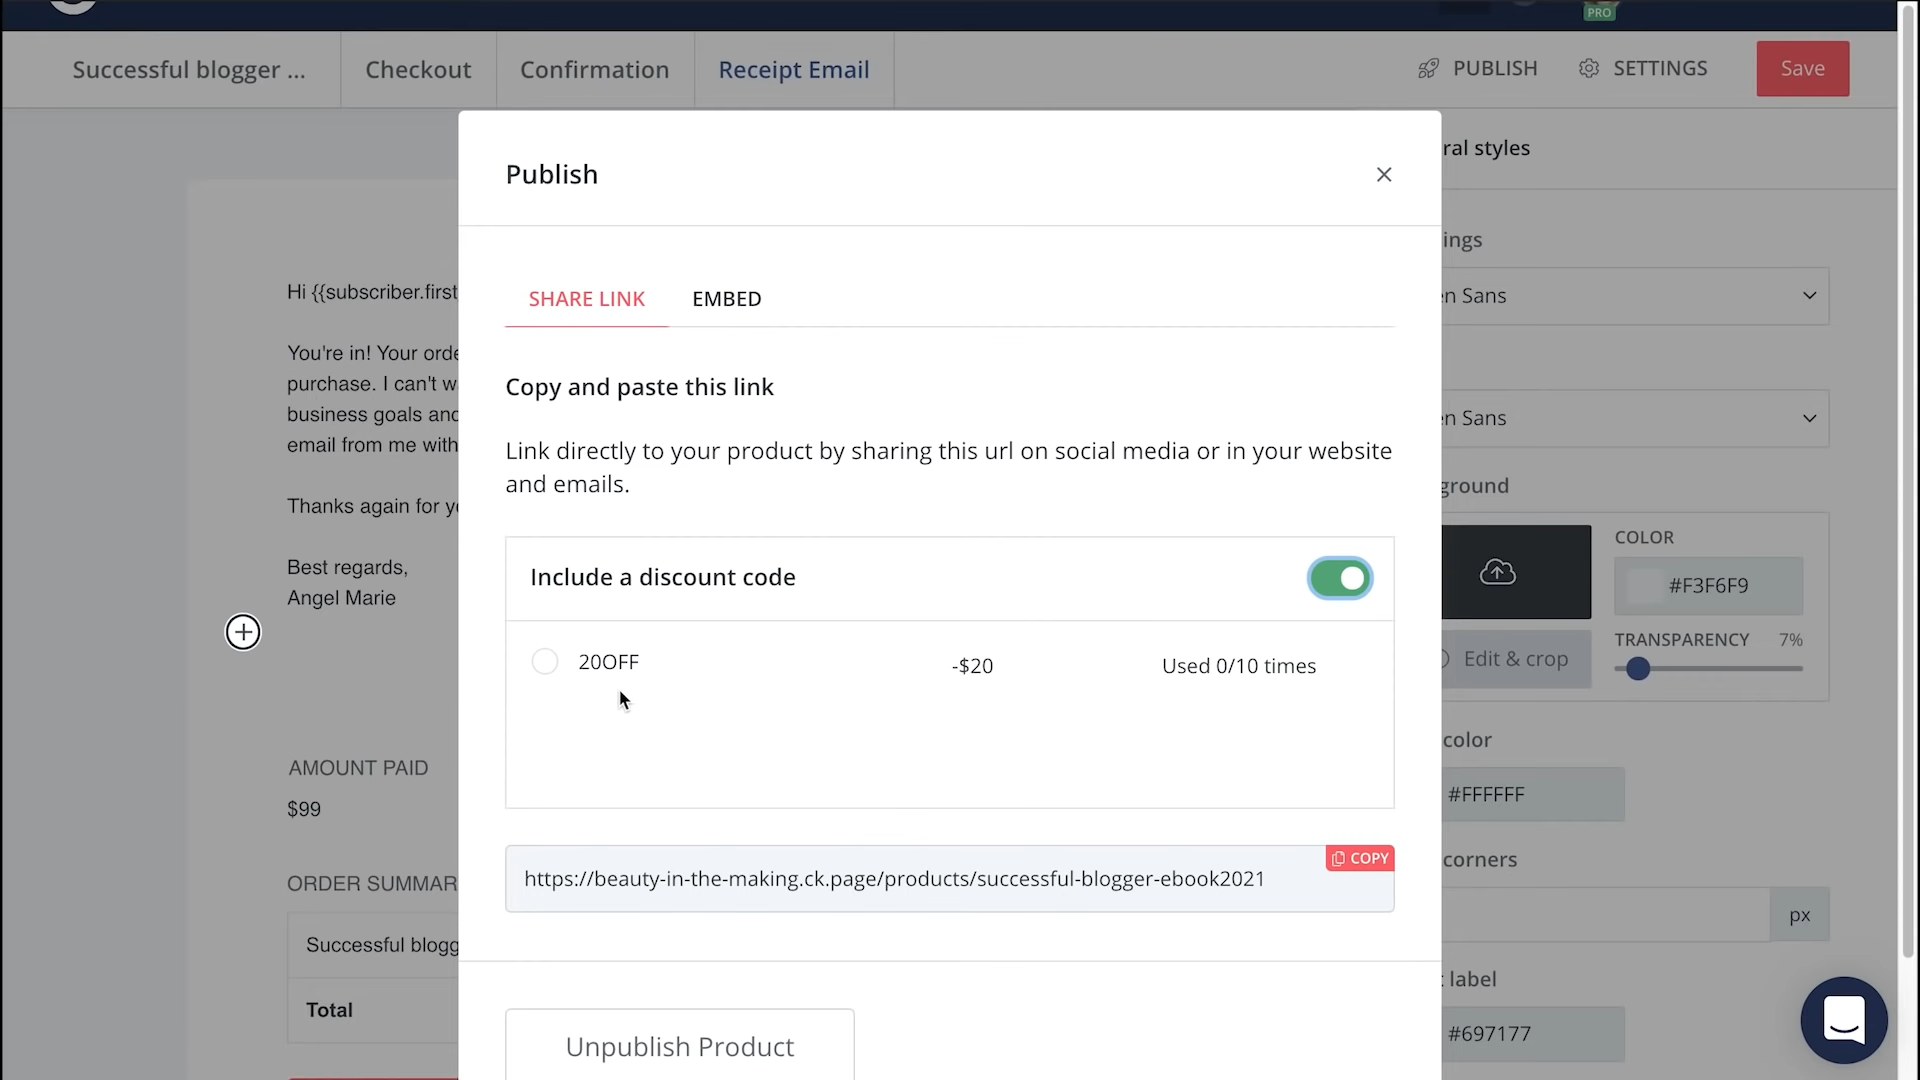 PRO
Successful blogger ...
Checkout
Confirmation
Receipt Email
PUBLISH
SETTINGS
Save
Publish
ral styles
SHARE LINK
EMBED
ings
Hi {{subscriber.first
en Sans
You're in! Your orde
purchase. I can't w
business goals and
email from me with
Copy and paste this link
Link directly to your product by sharing this url on social media or in your website
and emails.
en Sans
ground
Thanks again for yo
Best regards,
Angel Marie
Include a discount code
COLOR
#F3F6F9
TRANSPARENCY 7%
Edit & crop
20OFF
-$20
Used 0/10 times
color
#FFFFFF
AMOUNT PAID
$99
COPY
https://beauty-in-the-making.ck.page/products/successful-blogger-ebook2021
corners
px
ORDER SUMMAR
Successful blogg
Total
label
#697177
Unpublish Product